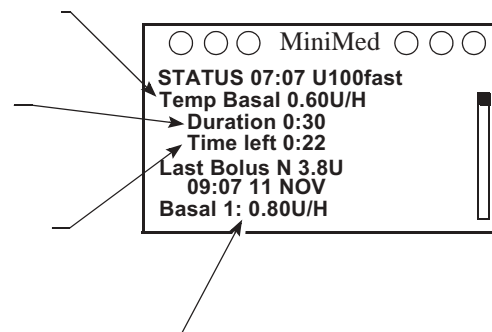 MiniMed
STATUS 07:07 U100fast
Temp Basal 0.60U/H
Duration 0:30
Time left 0:22
Last Bolus N 3.8U
09:07 11 NOV
Basal 1: 0.80U/H